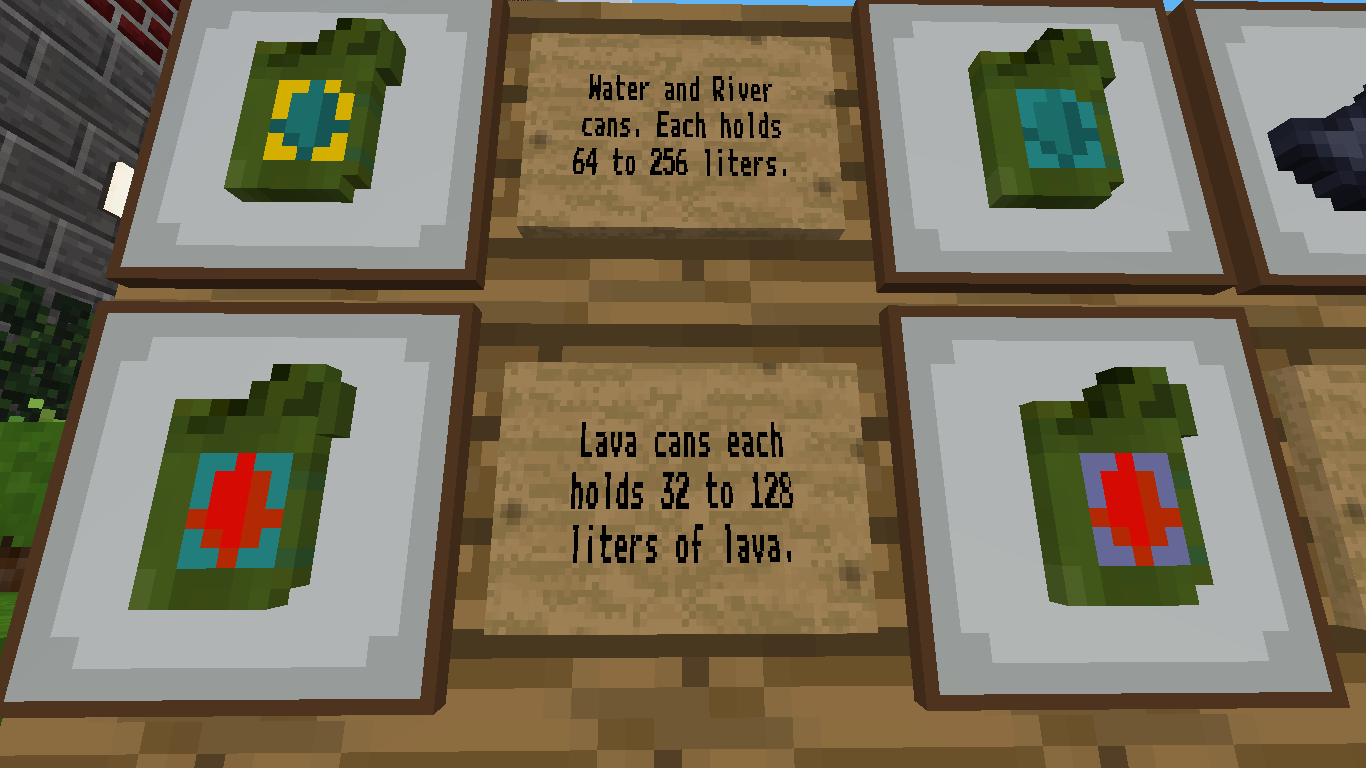 Water and River
cans. Each holds
64 to 256 liters.
Lava cans each
holds 32 to 128
liters of lava.